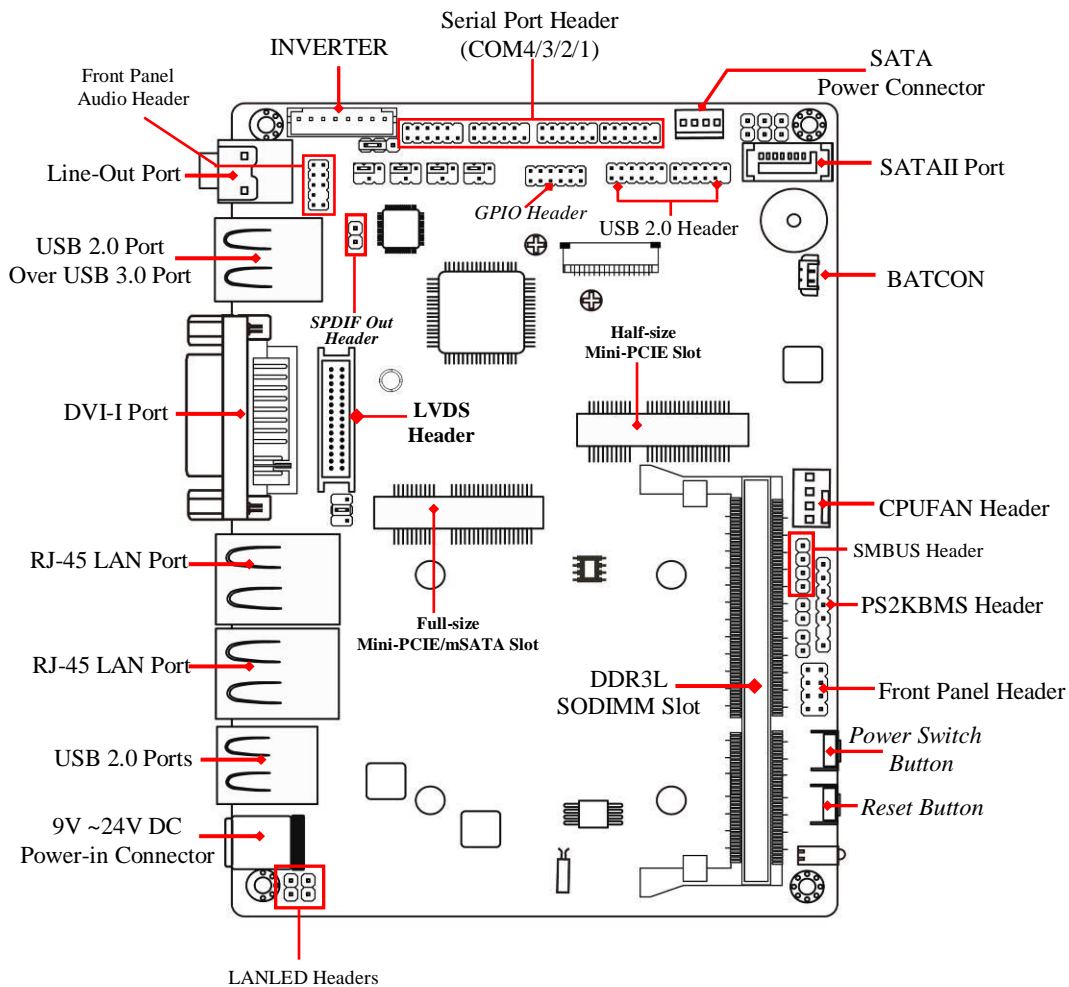 Serial Port Header
(COM4/3/2/1)
INVERTER
SATA
Power Connector
Front Panel
Audio Header
Line-Out Port
SATAII Port
GPIO Header
USB 2.0 Header
USB 2.0 Port
Over USB 3.0 Port
BATCON
SPDIF Out
Header
Half-size
Mini-PCIE Slot
DVI-I Port
LVDS
Header
CPUFAN Header
RJ-45 LAN Port
SMBUS Header
PS2KBMS Header
Full-size
Mini-PCIE/mSATA Slot
RJ-45 LAN Port
DDR3L
SODIMM Slot
Front Panel Header
Power Switch
Button
USB 2.0 Ports
Reset Button
9V ~24V DC
Power-in Connector
LANLED Headers